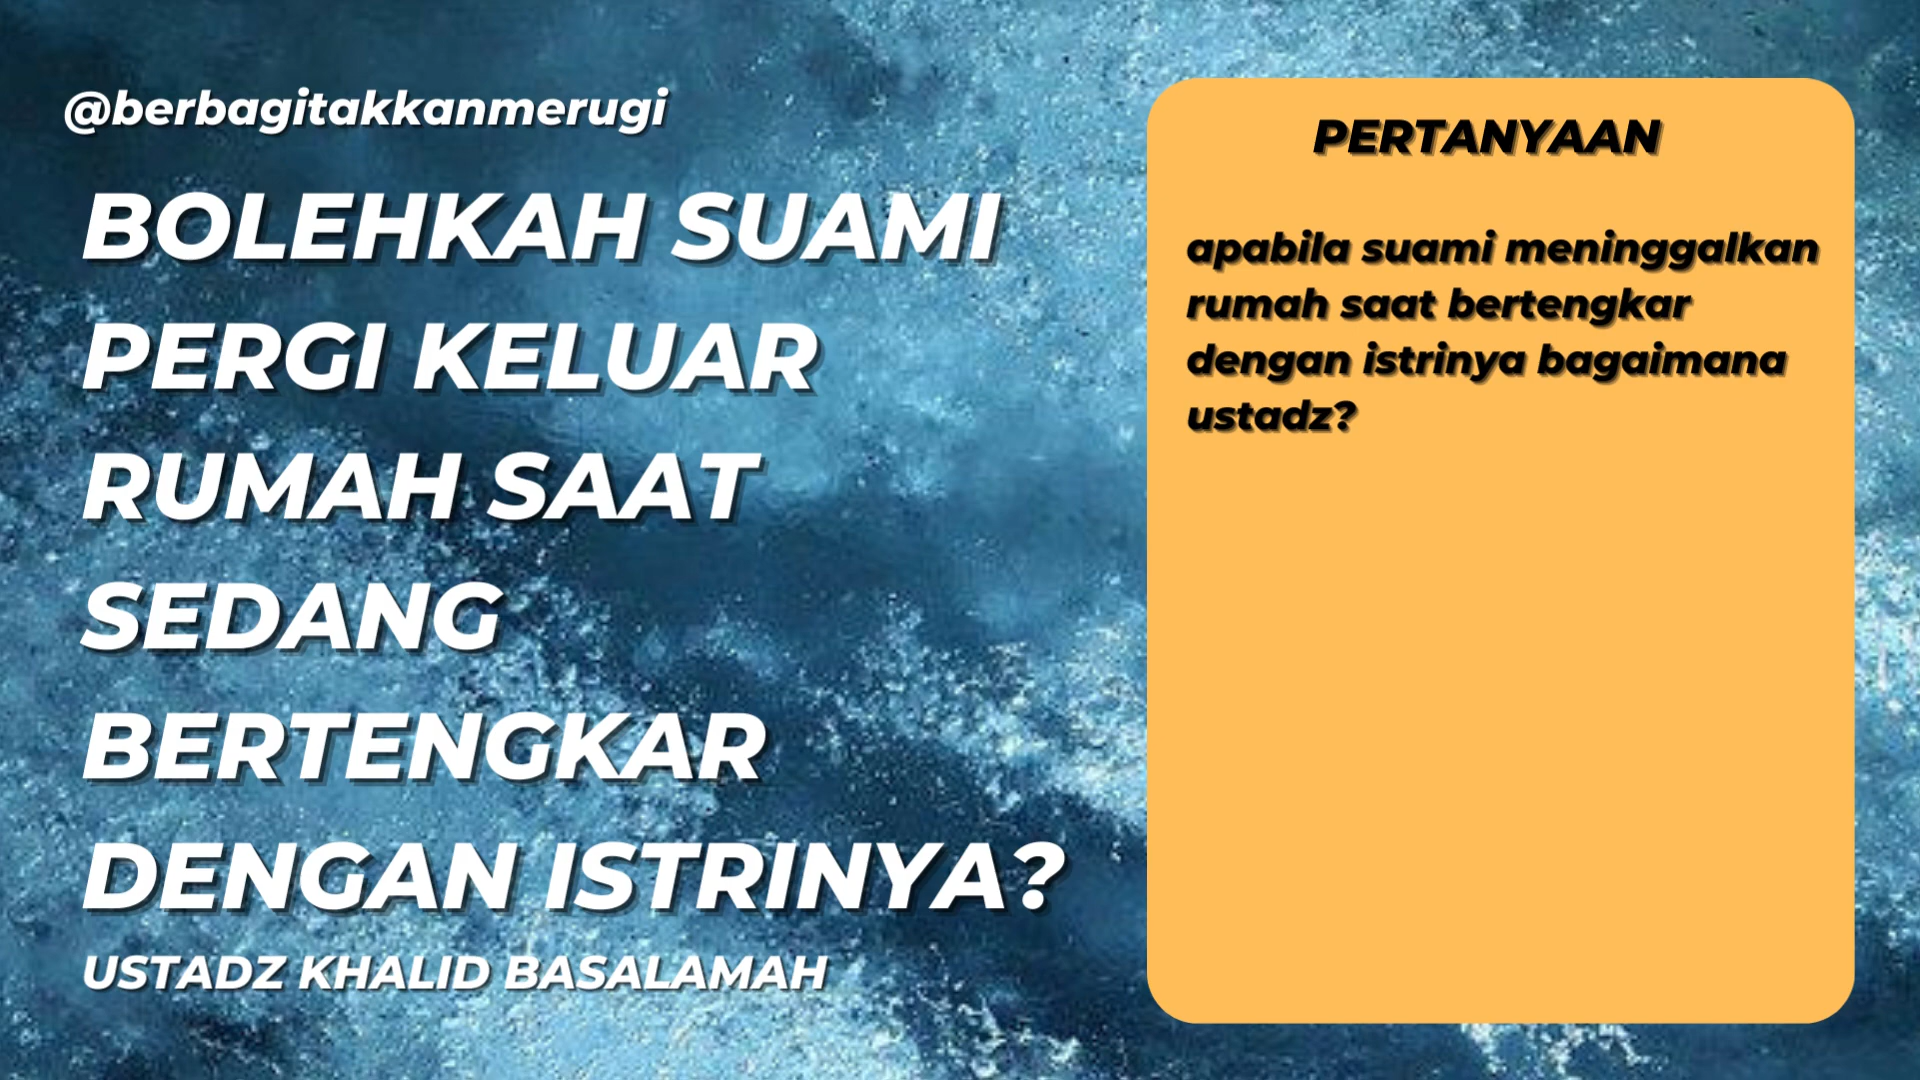 @berbagitakkanmerugi
BOLEHKAH SUAMI
PERGI KELUAR
RUMAH SAAT
SEDANG
BERTENGKAR
DENGAN ISTRINYA?
USTADZ KHALID BASALAMAH
PERTANYAAN
apabila suami meninggalkan
rumah saat bertengkar
dengan istrinya bagaimana
ustadz?